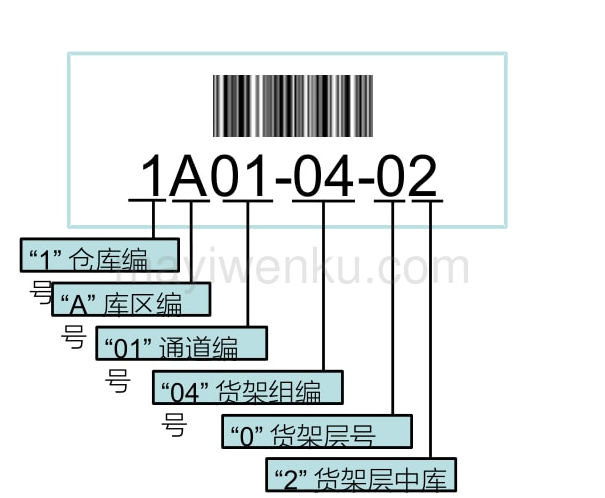 1A01-04-02
“1” 仓库编
号
“A” 库区编
号
“01” 通道编
号
“04” 货架组编
号
“0” 货架层号
“2” 货架层中库
mayiwenku.com